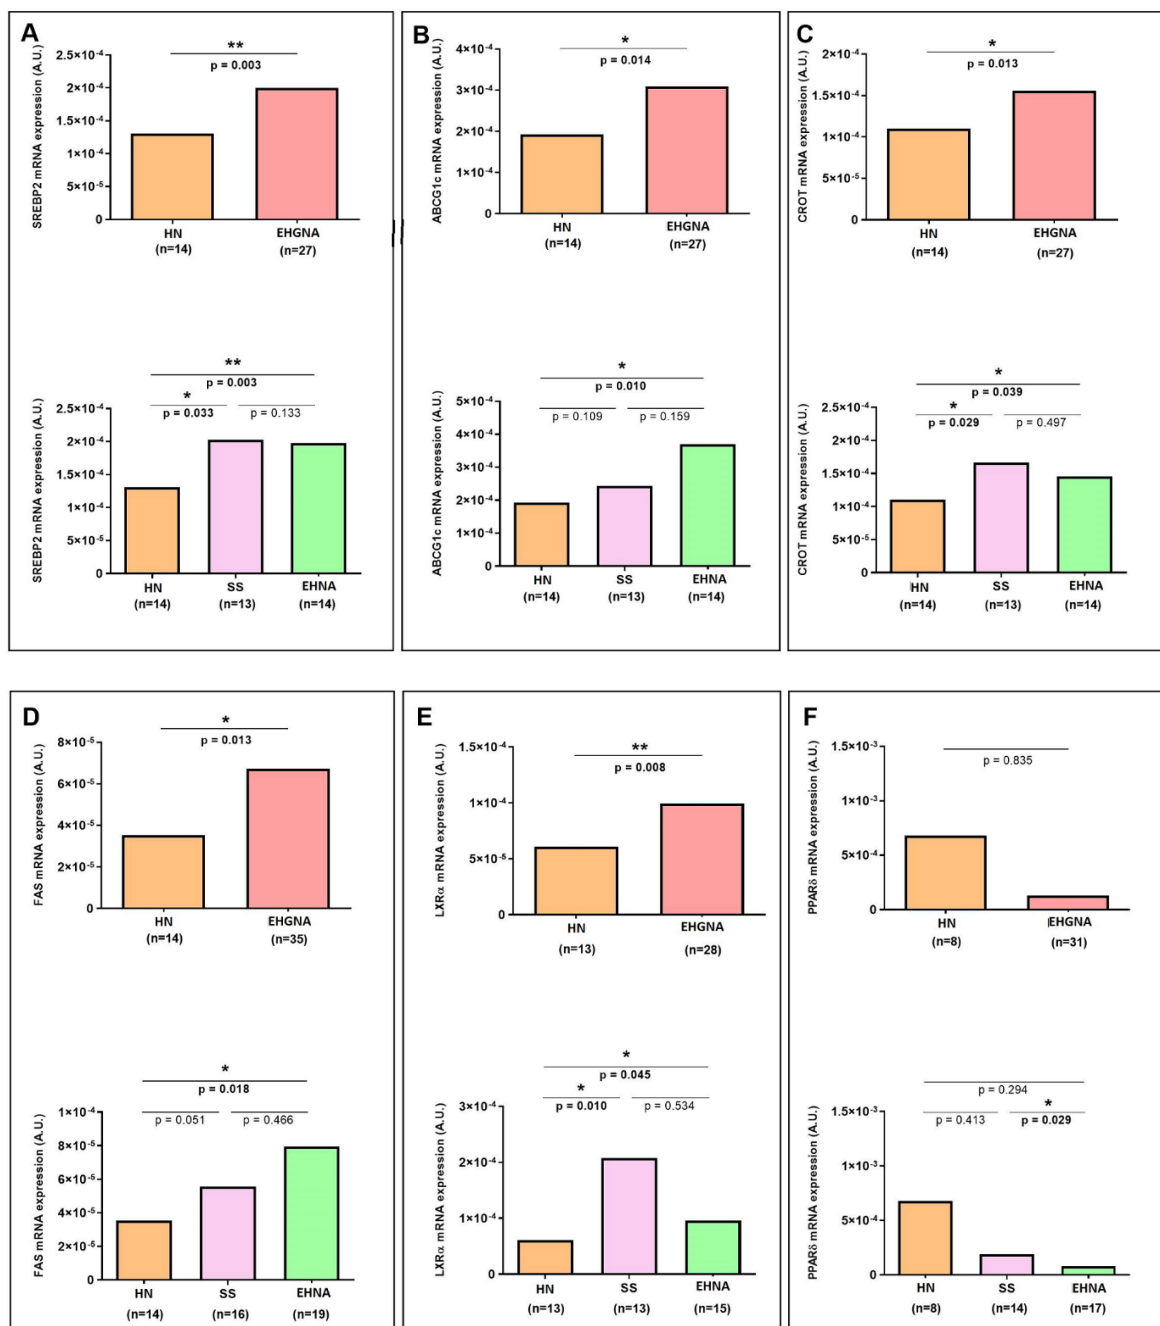 A
SREBP2 mRNA expression (A.U.)
**
p = 0.003
2.5×10⁻⁴
2×10⁻⁴
1.5×10⁻⁴
1×10⁻⁴
5×10⁻⁵
0
HN
EHGNA
(n=14)
(n=27)
**
p = 0.003
*
p = 0.033
p = 0.133
SREBP2 mRNA expression (A.U.)
2.5×10⁻⁴
2×10⁻⁴
1.5×10⁻⁴
1×10⁻⁴
5×10⁻⁵
0
HN
SS
EHNA
(n=14)
(n=13)
(n=14)
B
ABCG1c mRNA expression (A.U.)
*
p = 0.014
4×10⁻⁴
3×10⁻⁴
2×10⁻⁴
1×10⁻⁴
0
HN
EHGNA
(n=14)
(n=27)
*
p = 0.010
p = 0.109
p = 0.159
ABCG1c mRNA expression (A.U.)
5×10⁻⁴
4×10⁻⁴
3×10⁻⁴
2×10⁻⁴
1×10⁻⁴
0
HN
SS
EHNA
(n=14)
(n=13)
(n=14)
C
CROT mRNA expression (A.U.)
*
p = 0.013
2×10⁻⁴
1.5×10⁻⁴
1×10⁻⁴
5×10⁻⁵
0
HN
EHGNA
(n=14)
(n=27)
*
p = 0.039
*
p = 0.029
p = 0.497
CROT mRNA expression (A.U.)
2.5×10⁻⁴
2×10⁻⁴
1.5×10⁻⁴
1×10⁻⁴
5×10⁻⁵
0
HN
SS
EHNA
(n=14)
(n=13)
(n=14)
D
FAS mRNA expression (A.U.)
*
p = 0.013
8×10⁻⁵
6×10⁻⁵
4×10⁻⁵
2×10⁻⁵
0
HN
EHGNA
(n=14)
(n=35)
*
p = 0.018
p = 0.051
p = 0.466
FAS mRNA expression (A.U.)
1×10⁻⁴
8×10⁻⁵
6×10⁻⁵
4×10⁻⁵
2×10⁻⁵
0
HN
SS
EHNA
(n=14)
(n=16)
(n=19)
E
LXRα mRNA expression (A.U.)
**
p = 0.008
1.5×10⁻⁴
1×10⁻⁴
5×10⁻⁵
0
HN
EHGNA
(n=13)
(n=28)
*
p = 0.045
*
p = 0.010
p = 0.534
LXRα mRNA expression (A.U.)
3×10⁻⁴
2×10⁻⁴
1×10⁻⁴
0
HN
SS
EHNA
(n=13)
(n=13)
(n=15)
F
PPARδ mRNA expression (A.U.)
p = 0.835
1.5×10⁻³
1×10⁻³
5×10⁻⁴
0
HN
EHGNA
(n=8)
(n=31)
p = 0.294
*
p = 0.413
p = 0.029
PPARδ mRNA expression (A.U.)
1.5×10⁻³
1×10⁻³
5×10⁻⁴
0
HN
SS
EHNA
(n=8)
(n=14)
(n=17)